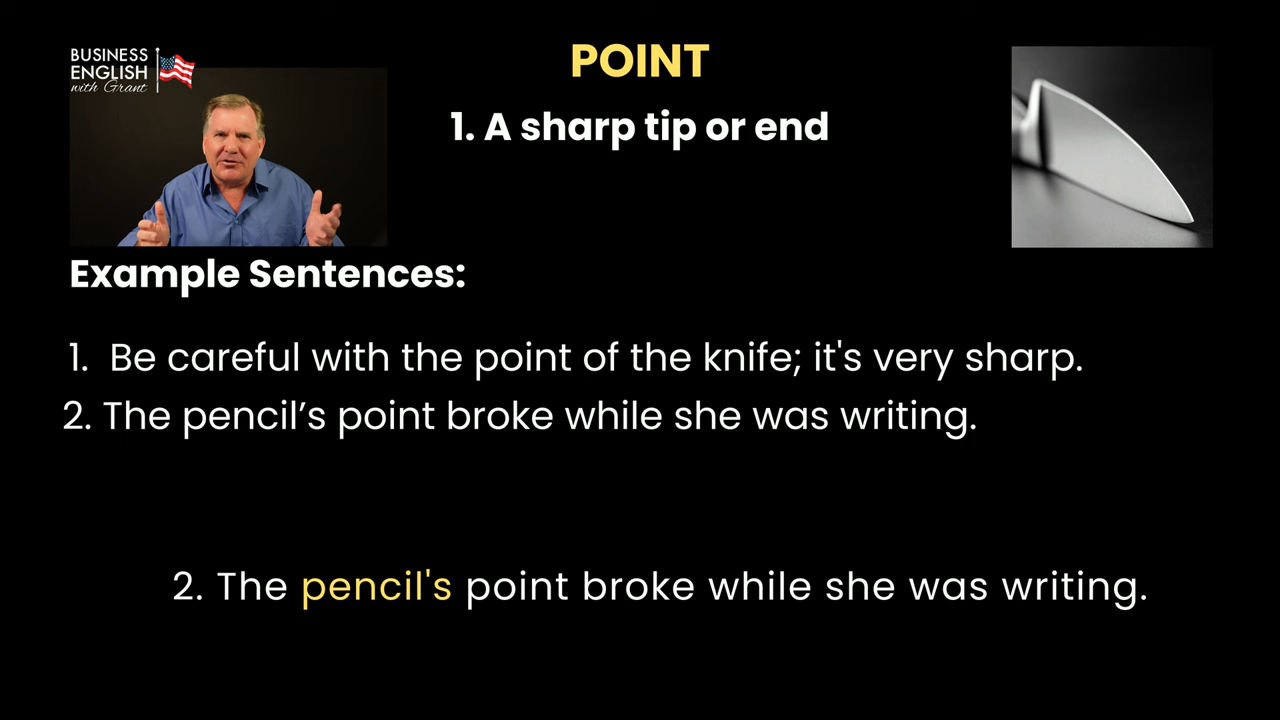 BUSINESS
ENGLISH
with Grant
POINT
1. A sharp tip or end
Example Sentences:
1. Be careful with the point of the knife; it's very sharp.
2. The pencil’s point broke while she was writing.
2. The pencil's point broke while she was writing.